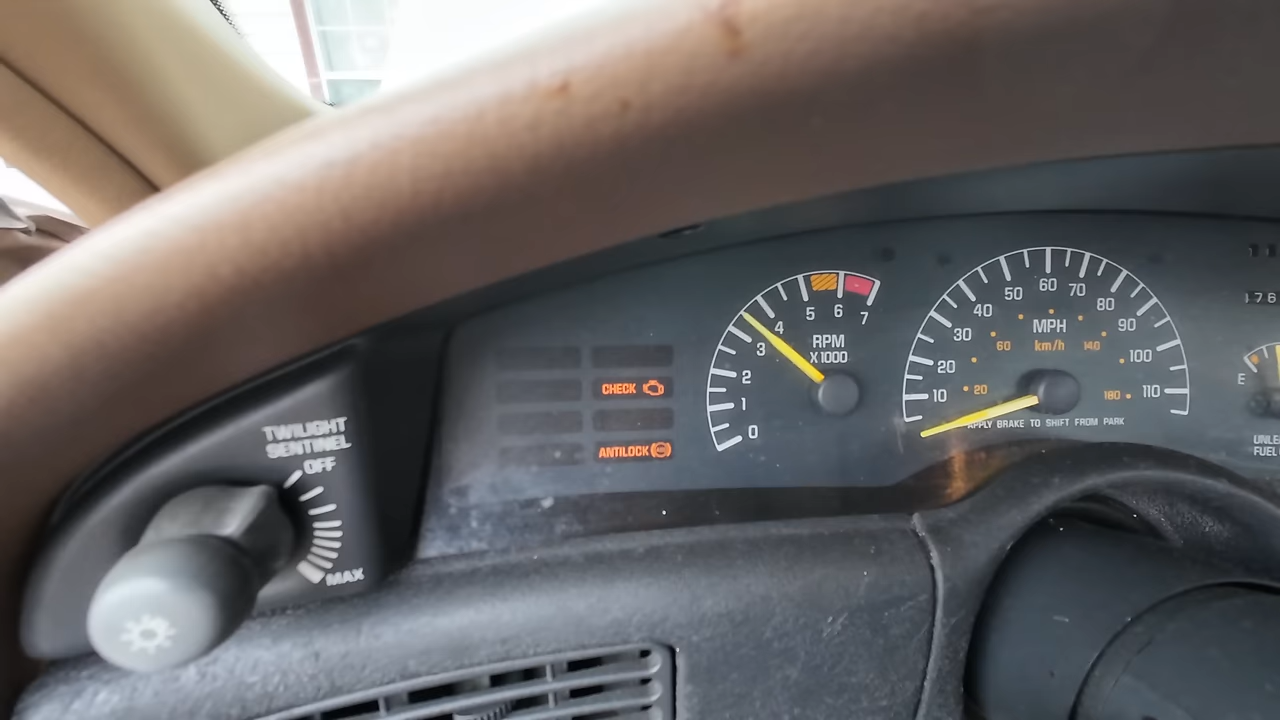 TWILIGHT
SENTINEL
OFF
MAX
CHECK
ANTILOCK
0 1 2 3 4 5 6 7
RPM
X1000
10 20 30 40 50 60 70 80 90 100 110
MPH
km/h
20 60 140 180
APPLY BRAKE TO SHIFT FROM PARK
E
176
FUEL